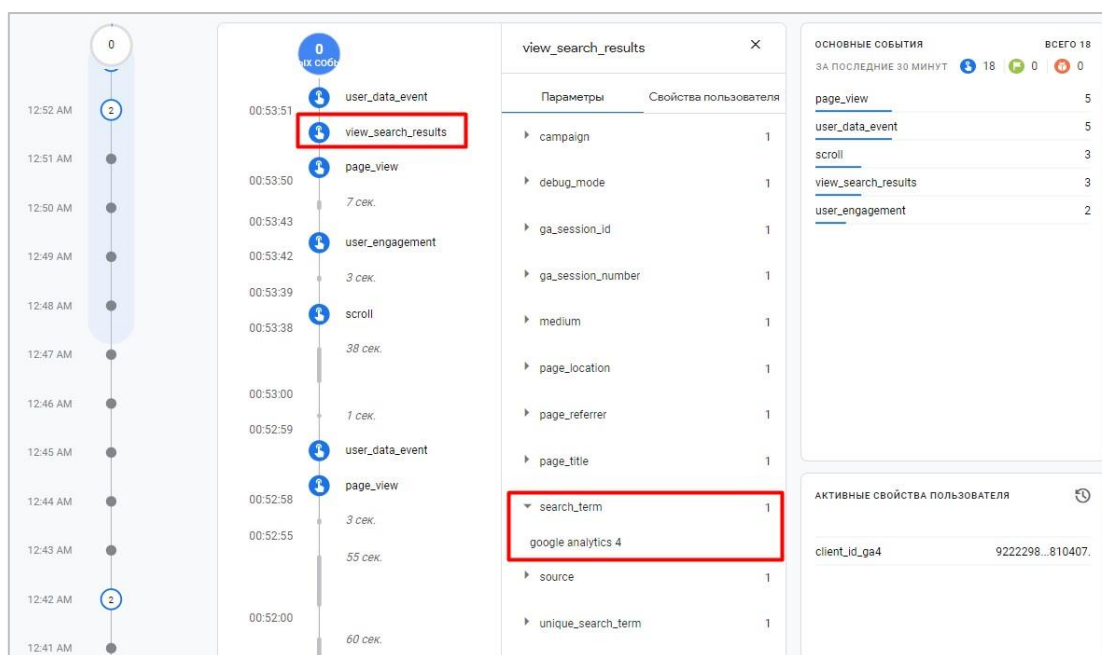 0
12:52 AM
2
12:51 AM
12:50 AM
12:49 AM
12:48 AM
12:47 AM
12:46 AM
12:45 AM
12:44 AM
12:43 AM
12:42 AM
2
12:41 AM
0
ых собы
user_data_event
00:53:51
view_search_results
page_view
00:53:50
7 сек.
00:53:43
user_engagement
00:53:42
3 сек.
00:53:39
scroll
00:53:38
38 сек.
00:53:00
1 сек.
00:52:59
user_data_event
page_view
00:52:58
3 сек.
00:52:55
55 сек.
00:52:00
60 сек.
view_search_results
Параметры Свойства пользователя
campaign 1
debug_mode 1
ga_session_id 1
ga_session_number 1
medium 1
page_location 1
page_referrer 1
page_title 1
search_term 1
google analytics 4
source 1
unique_search_term 1
ОСНОВНЫЕ СОБЫТИЯ ВСЕГО 18
ЗА ПОСЛЕДНИЕ 30 МИНУТ 18 0 0
page_view 5
user_data_event 5
scroll 3
view_search_results 3
user_engagement 2
АКТИВНЫЕ СВОЙСТВА ПОЛЬЗОВАТЕЛЯ
client_id_ga4 9222298...810407.